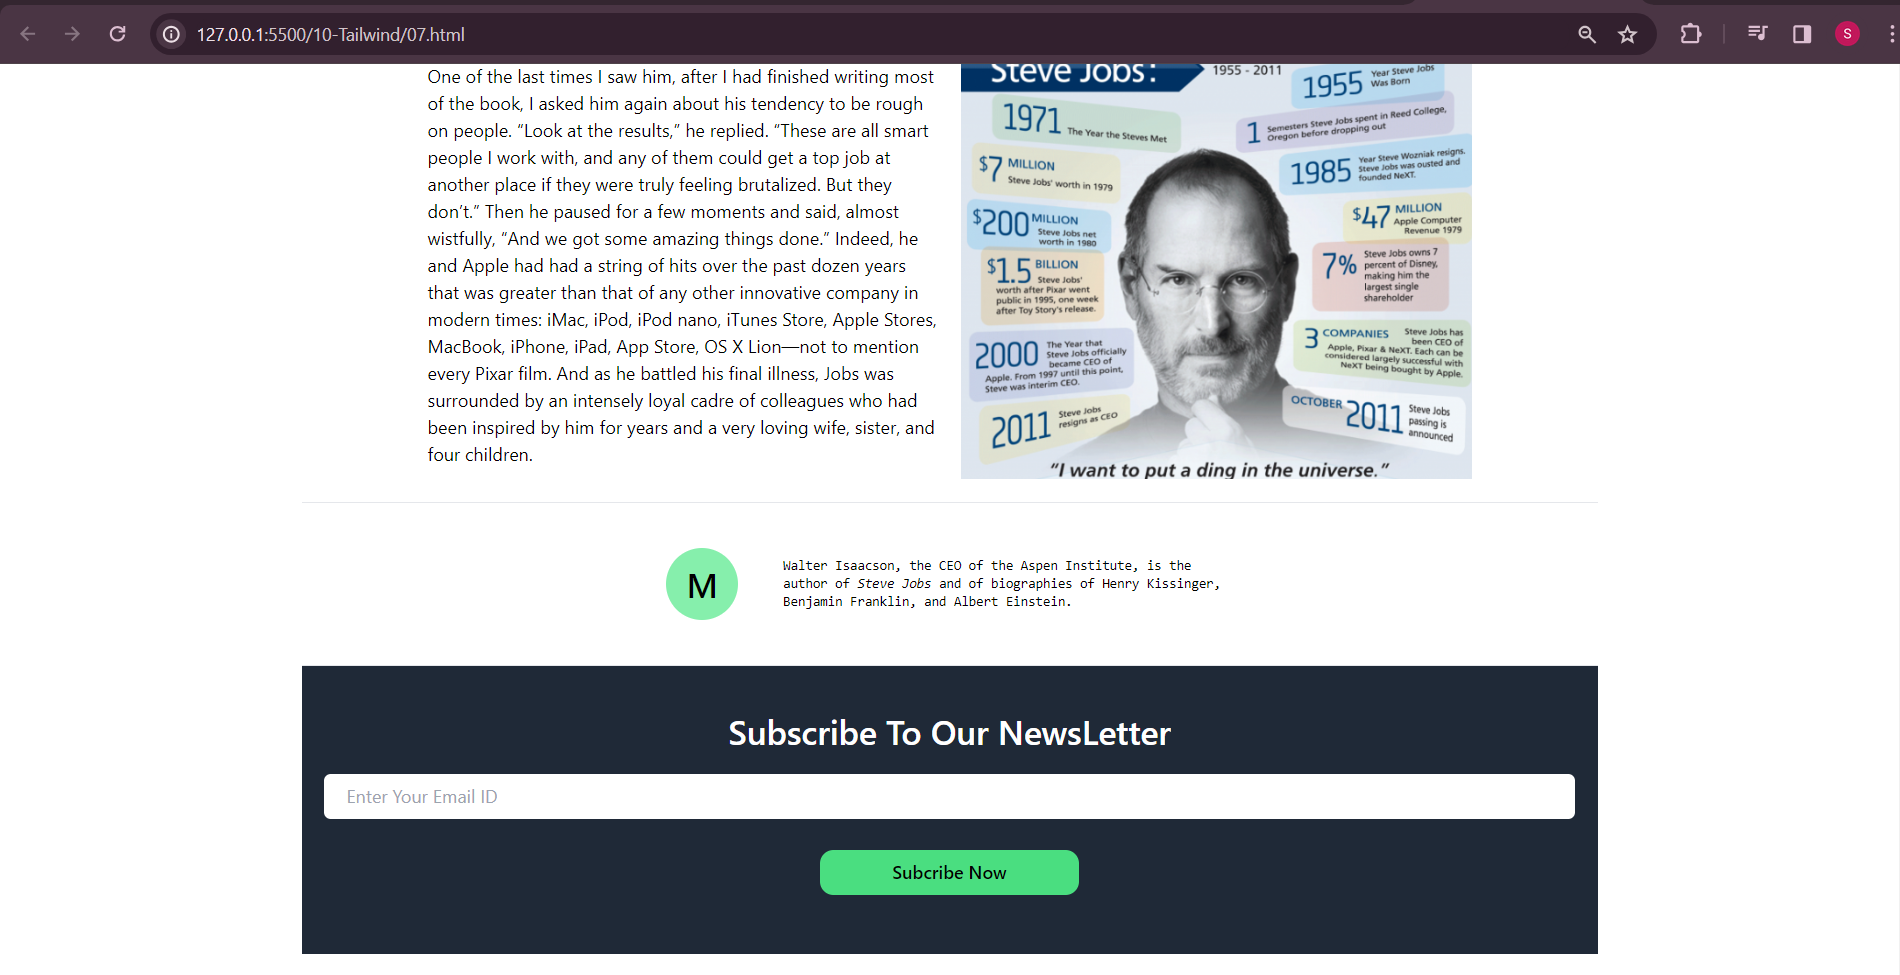 127.0.0.1:5500/10-Tailwind/07.html
S
One of the last times I saw him, after I had finished writing most
of the book, I asked him again about his tendency to be rough
on people. “Look at the results,” he replied. “These are all smart
people I work with, and any of them could get a top job at
another place if they were truly feeling brutalized. But they
don’t.” Then he paused for a few moments and said, almost
wistfully, “And we got some amazing things done.” Indeed, he
and Apple had had a string of hits over the past dozen years
that was greater than that of any other innovative company in
modern times: iMac, iPod, iPod nano, iTunes Store, Apple Stores,
MacBook, iPhone, iPad, App Store, OS X Lion—not to mention
every Pixar film. And as he battled his final illness, Jobs was
surrounded by an intensely loyal cadre of colleagues who had
been inspired by him for years and a very loving wife, sister, and
four children.
Steve Jobs:
1955 - 2011
1971 The Year the Steves Met
$7 MILLION
Steve Jobs' worth in 1979
$200 MILLION
Steve Jobs net
worth in 1980
$1.5 BILLION
Steve Jobs'
worth after Pixar went
public in 1995, one week
after Toy Story's release.
2000 The Year that
Steve Jobs officially
became CEO of
Apple. From 1997 until this point,
Steve was interim CEO.
2011 Steve Jobs
resigns as CEO
1955 Year Steve Jobs
Was Born
1 Semesters Steve Jobs spent in Reed College,
Oregon before dropping out
1985 Year Steve Wozniak resigns.
Steve Jobs was ousted and
founded NeXT.
$47 MILLION
Apple Computer
Revenue 1979
7% Steve Jobs owns 7
percent of Disney,
making him the
largest single
shareholder
3 COMPANIES Steve Jobs has
been CEO of
Apple, Pixar & NeXT. Each can be
considered largely successful with
NeXT being bought by Apple.
OCTOBER 2011 Steve Jobs
passing is
announced
“I want to put a ding in the universe.”
M
Walter Isaacson, the CEO of the Aspen Institute, is the
author of Steve Jobs and of biographies of Henry Kissinger,
Benjamin Franklin, and Albert Einstein.
Subscribe To Our NewsLetter
Enter Your Email ID
Subcribe Now